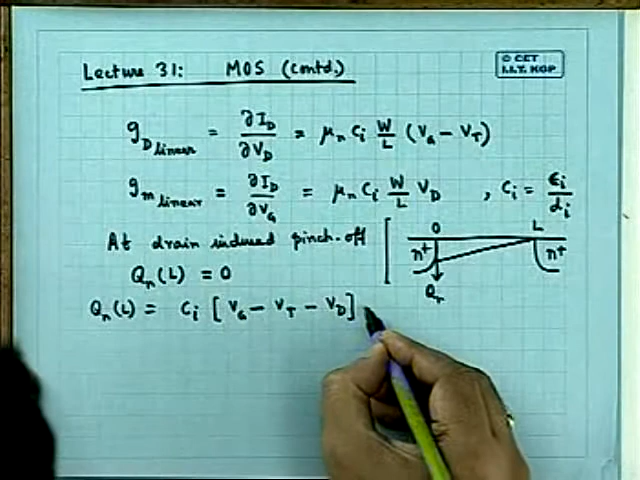 Lecture 31: MOS (contd.)
© CET
I.I.T. KGP
g_D linear = ∂I_D/∂V_D = μ_n C_i W/L (V_G − V_T)
g_m linear = ∂I_D/∂V_G = μ_n C_i W/L V_D , C_i = ε_i/d_i
At drain induced pinch-off
O L
n+ n+
Q_n
Q_n(L) = 0
Q_n(L) = C_i [V_G − V_T − V_D]